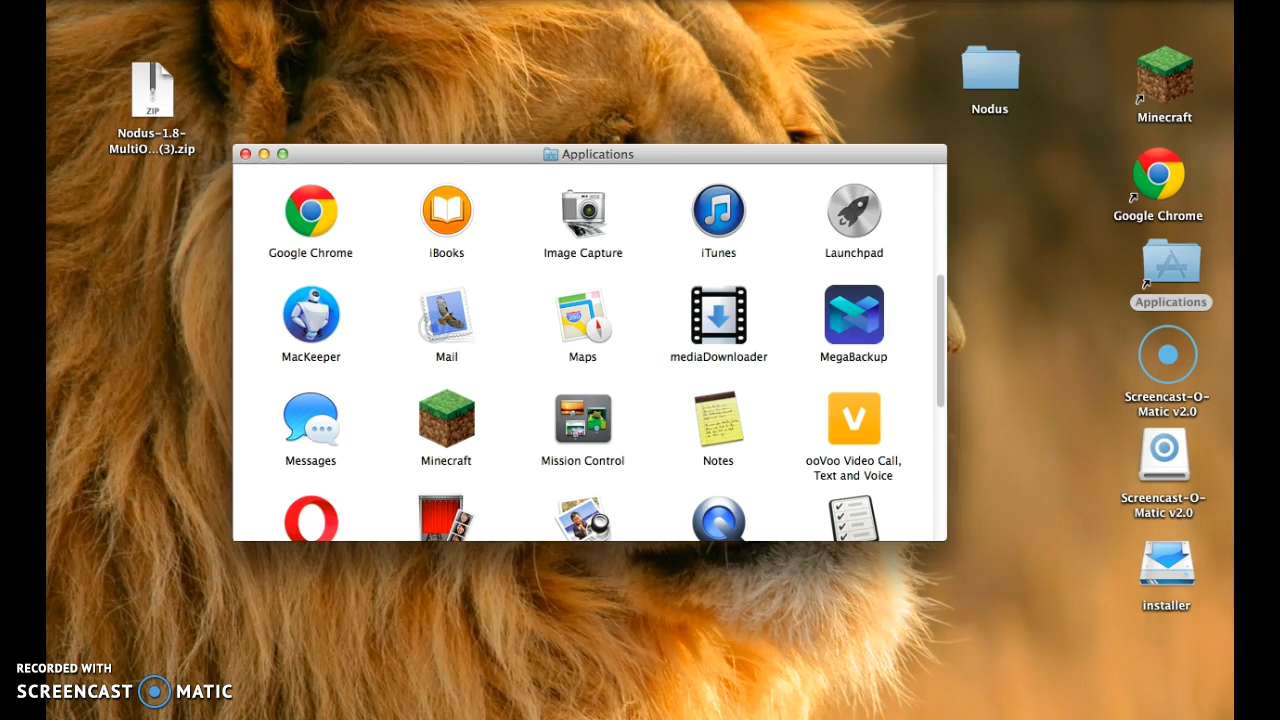 ZIP
Nodus-1.8-
MultiO...(3).zip
Nodus
Minecraft
Google Chrome
Applications
Screencast-O-
Matic v2.0
Screencast-O-
Matic v2.0
installer
Applications
Google Chrome
iBooks
Image Capture
iTunes
Launchpad
MacKeeper
Mail
Maps
mediaDownloader
MegaBackup
Messages
Minecraft
Mission Control
Notes
ooVoo Video Call,
Text and Voice
RECORDED WITH
SCREENCAST MATIC